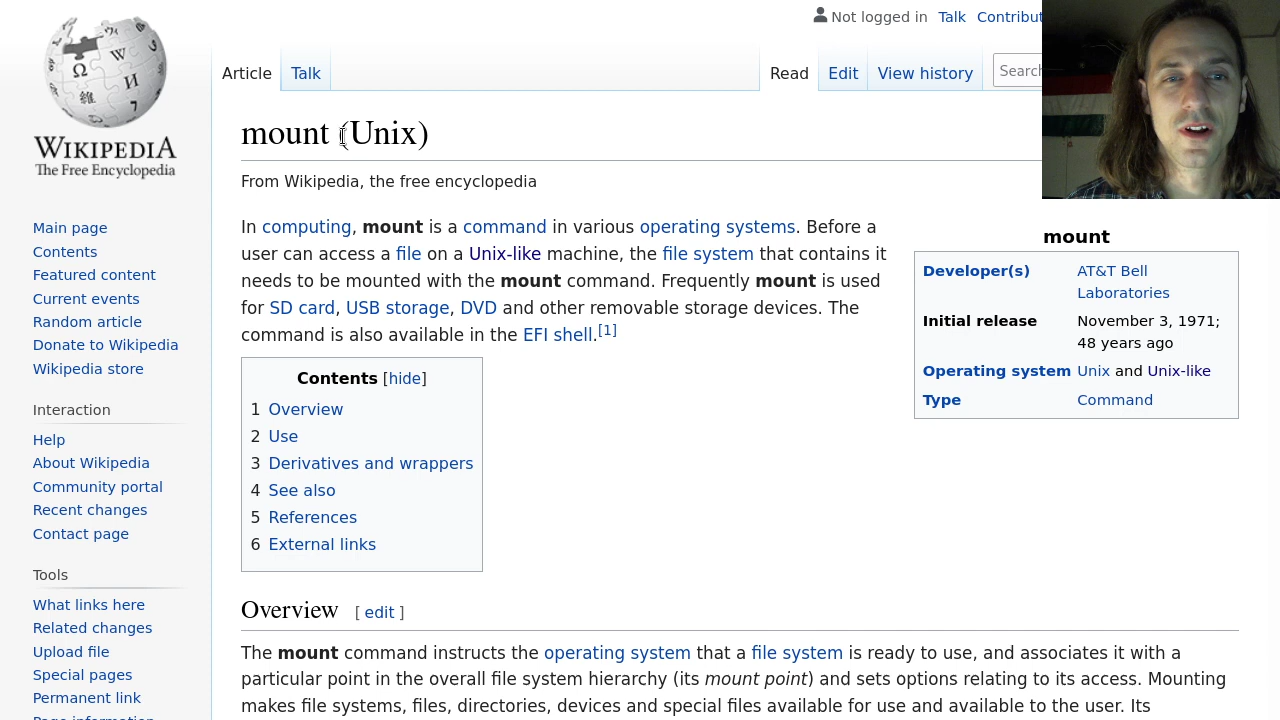 Not logged in Talk
Article Talk Read Edit View history
WIKIPEDIA
The Free Encyclopedia
mount (Unix)
From Wikipedia, the free encyclopedia
Main page
Contents
Featured content
Current events
Random article
Donate to Wikipedia
Wikipedia store
Interaction
Help
About Wikipedia
Community portal
Recent changes
Contact page
Tools
What links here
Related changes
Upload file
Special pages
Permanent link
In computing, mount is a command in various operating systems. Before a
user can access a file on a Unix-like machine, the file system that contains it
needs to be mounted with the mount command. Frequently mount is used
for SD card, USB storage, DVD and other removable storage devices. The
command is also available in the EFI shell.[1]
mount
Developer(s) AT&T Bell
Laboratories
Initial release November 3, 1971;
48 years ago
Operating system Unix and Unix-like
Type Command
Contents [hide]
1 Overview
2 Use
3 Derivatives and wrappers
4 See also
5 References
6 External links
Overview [ edit ]
The mount command instructs the operating system that a file system is ready to use, and associates it with a
particular point in the overall file system hierarchy (its mount point) and sets options relating to its access. Mounting
makes file systems, files, directories, devices and special files available for use and available to the user. Its